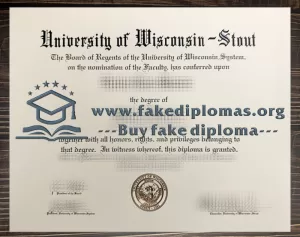 University of Wisconsin-Stout
The Board of Regents of the University of Wisconsin System,
on the nomination of the Faculty, has conferred upon
the degree of
www.fakediplomas.org
---Buy fake diploma---
together with all honors, rights, and privileges belonging to
that degree. In witness whereof, this diploma is granted.